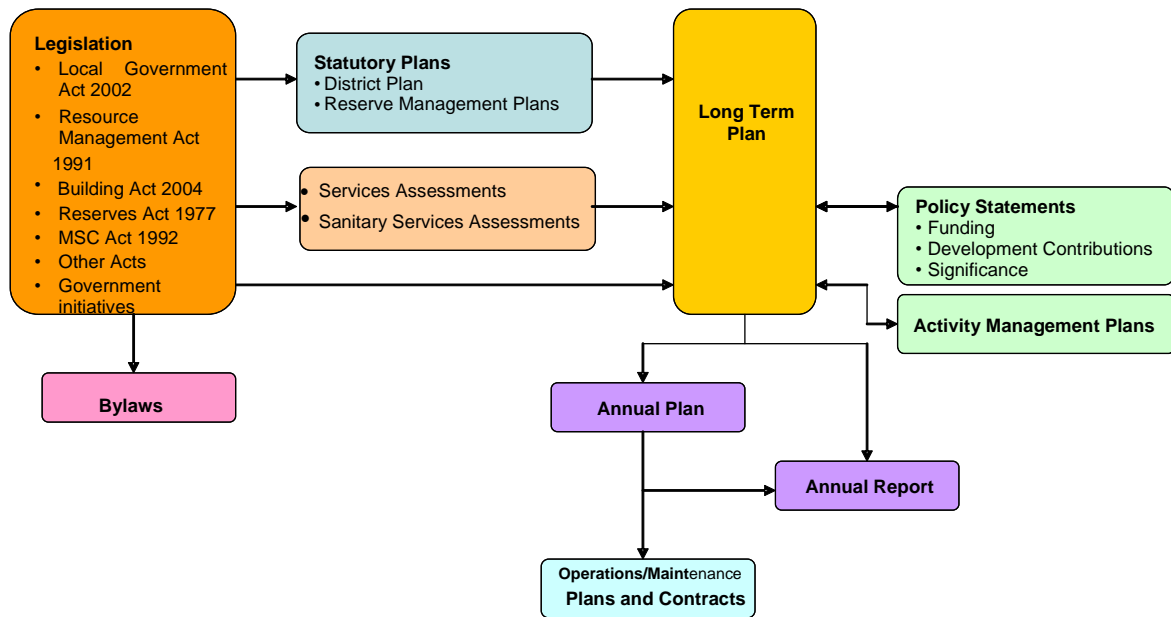 Legislation
• Local Government
Act 2002
• Resource
Management Act
1991
• Building Act 2004
• Reserves Act 1977
• MSC Act 1992
• Other Acts
• Government
initiatives
Statutory Plans
• District Plan
• Reserve Management Plans
• Services Assessments
• Sanitary Services Assessments
Long Term
Plan
Policy Statements
• Funding
• Development Contributions
• Significance
Activity Management Plans
Bylaws
Annual Plan
Annual Report
Operations/Maintenance
Plans and Contracts